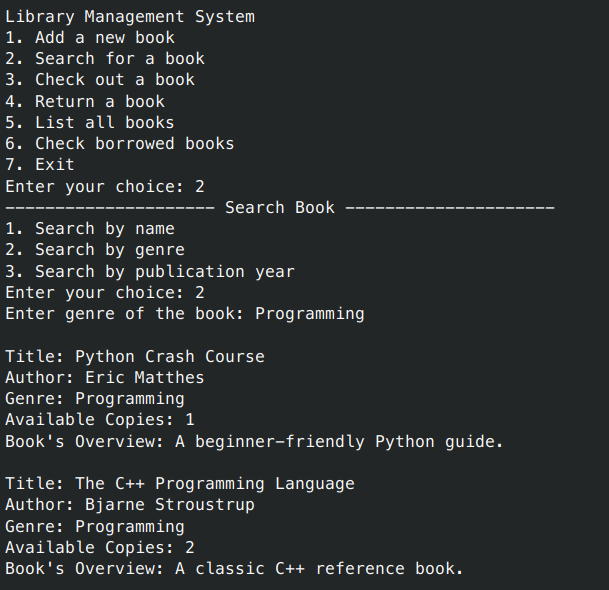 Library Management System
1. Add a new book
2. Search for a book
3. Check out a book
4. Return a book
5. List all books
6. Check borrowed books
7. Exit
Enter your choice: 2
--------------------- Search Book ---------------------
1. Search by name
2. Search by genre
3. Search by publication year
Enter your choice: 2
Enter genre of the book: Programming
Title: Python Crash Course
Author: Eric Matthes
Genre: Programming
Available Copies: 1
Book's Overview: A beginner-friendly Python guide.
Title: The C++ Programming Language
Author: Bjarne Stroustrup
Genre: Programming
Available Copies: 2
Book's Overview: A classic C++ reference book.